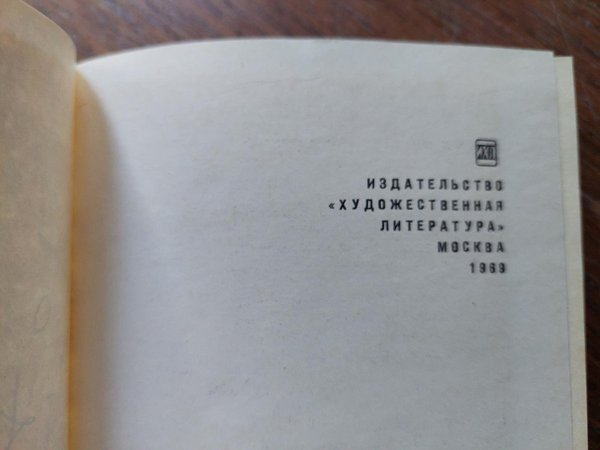 ИЗДАТЕЛЬСТВО
«ХУДОЖЕСТВЕННАЯ
ЛИТЕРАТУРА»
МОСКВА
1969